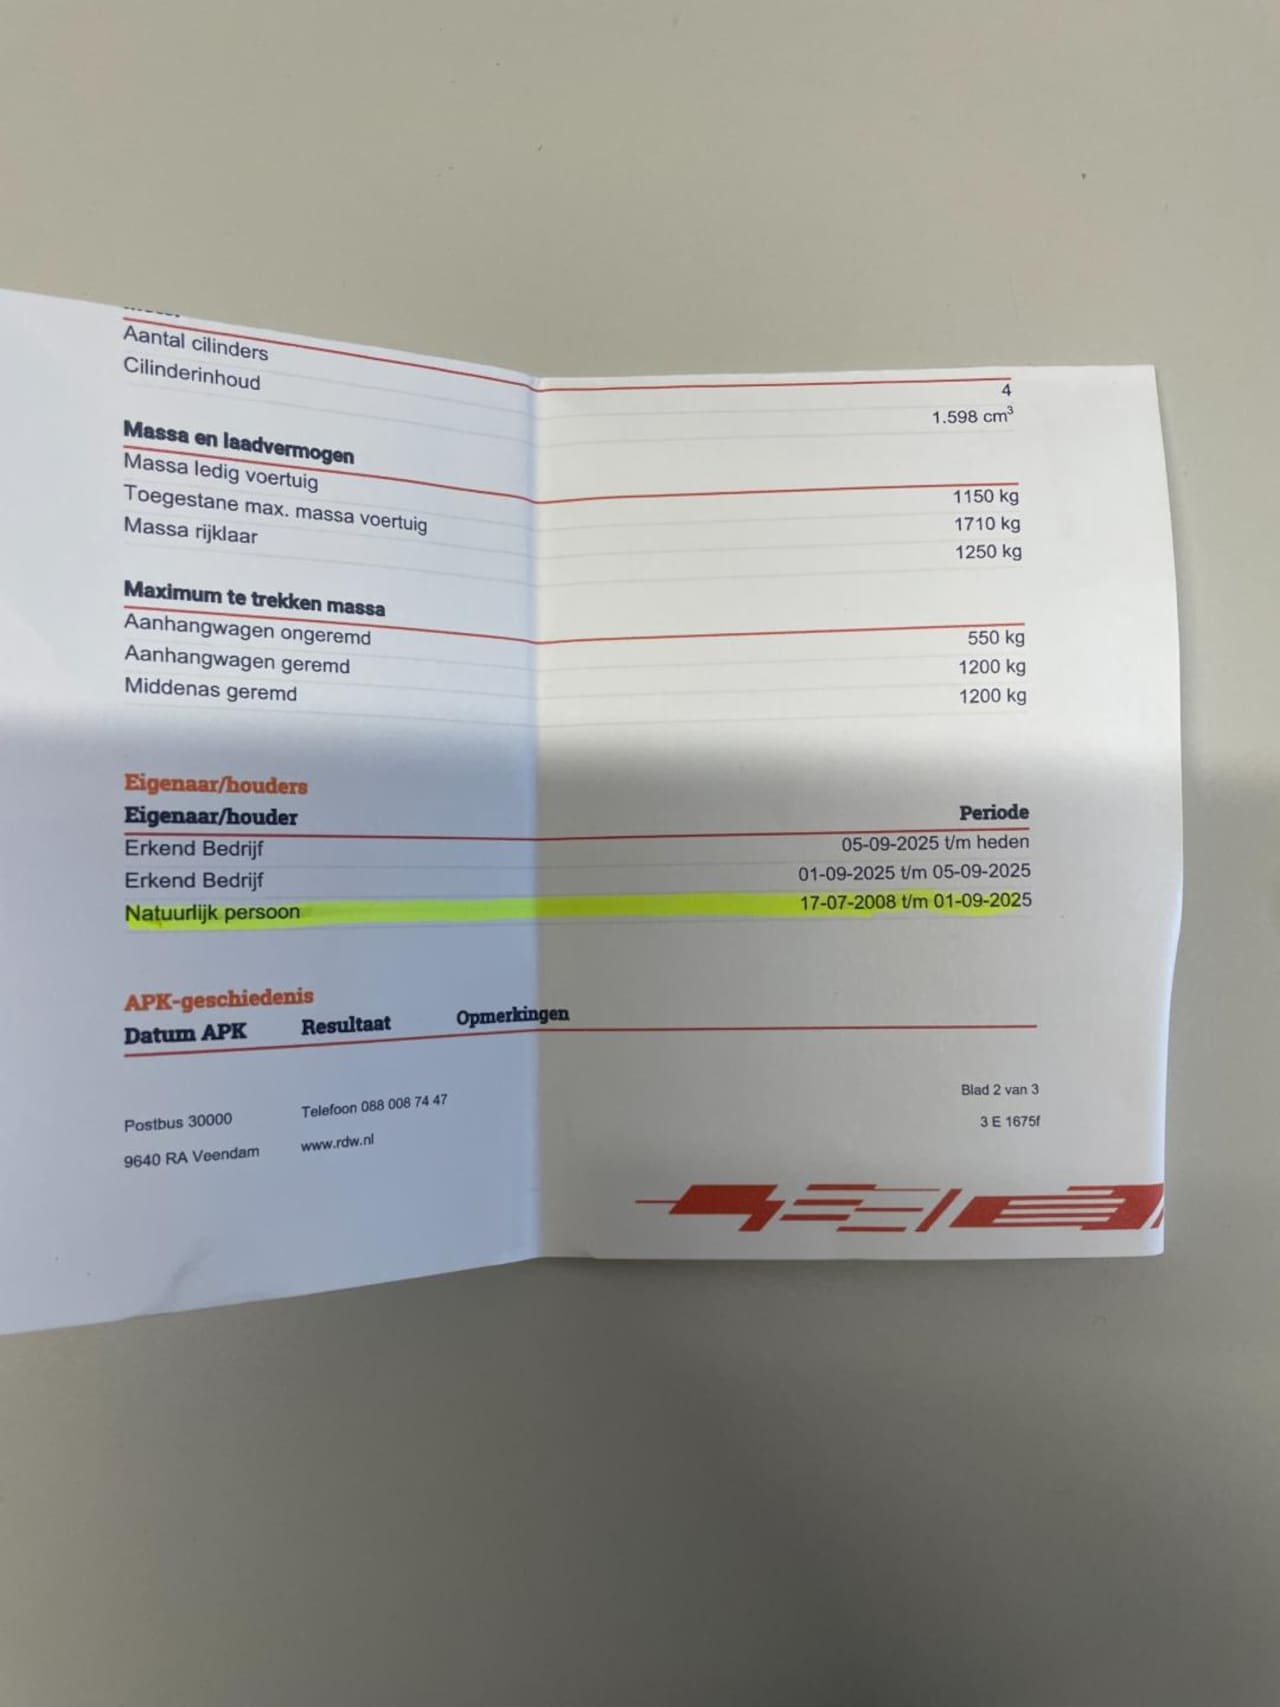 Aantal cilinders 4
Cilinderinhoud 1.598 cm³
Massa en laadvermogen
Massa ledig voertuig 1150 kg
Toegestane max. massa voertuig 1710 kg
Massa rijklaar 1250 kg
Maximum te trekken massa
Aanhangwagen ongeremd 550 kg
Aanhangwagen geremd 1200 kg
Middenas geremd 1200 kg
Eigenaar/houders
Eigenaar/houder Periode
Erkend Bedrijf 05-09-2025 t/m heden
Erkend Bedrijf 01-09-2025 t/m 05-09-2025
Natuurlijk persoon 17-07-2008 t/m 01-09-2025
APK-geschiedenis
Datum APK Resultaat Opmerkingen
Postbus 30000 Telefoon 088 008 74 47 Blad 2 van 3
9640 RA Veendam www.rdw.nl 3 E 1675f